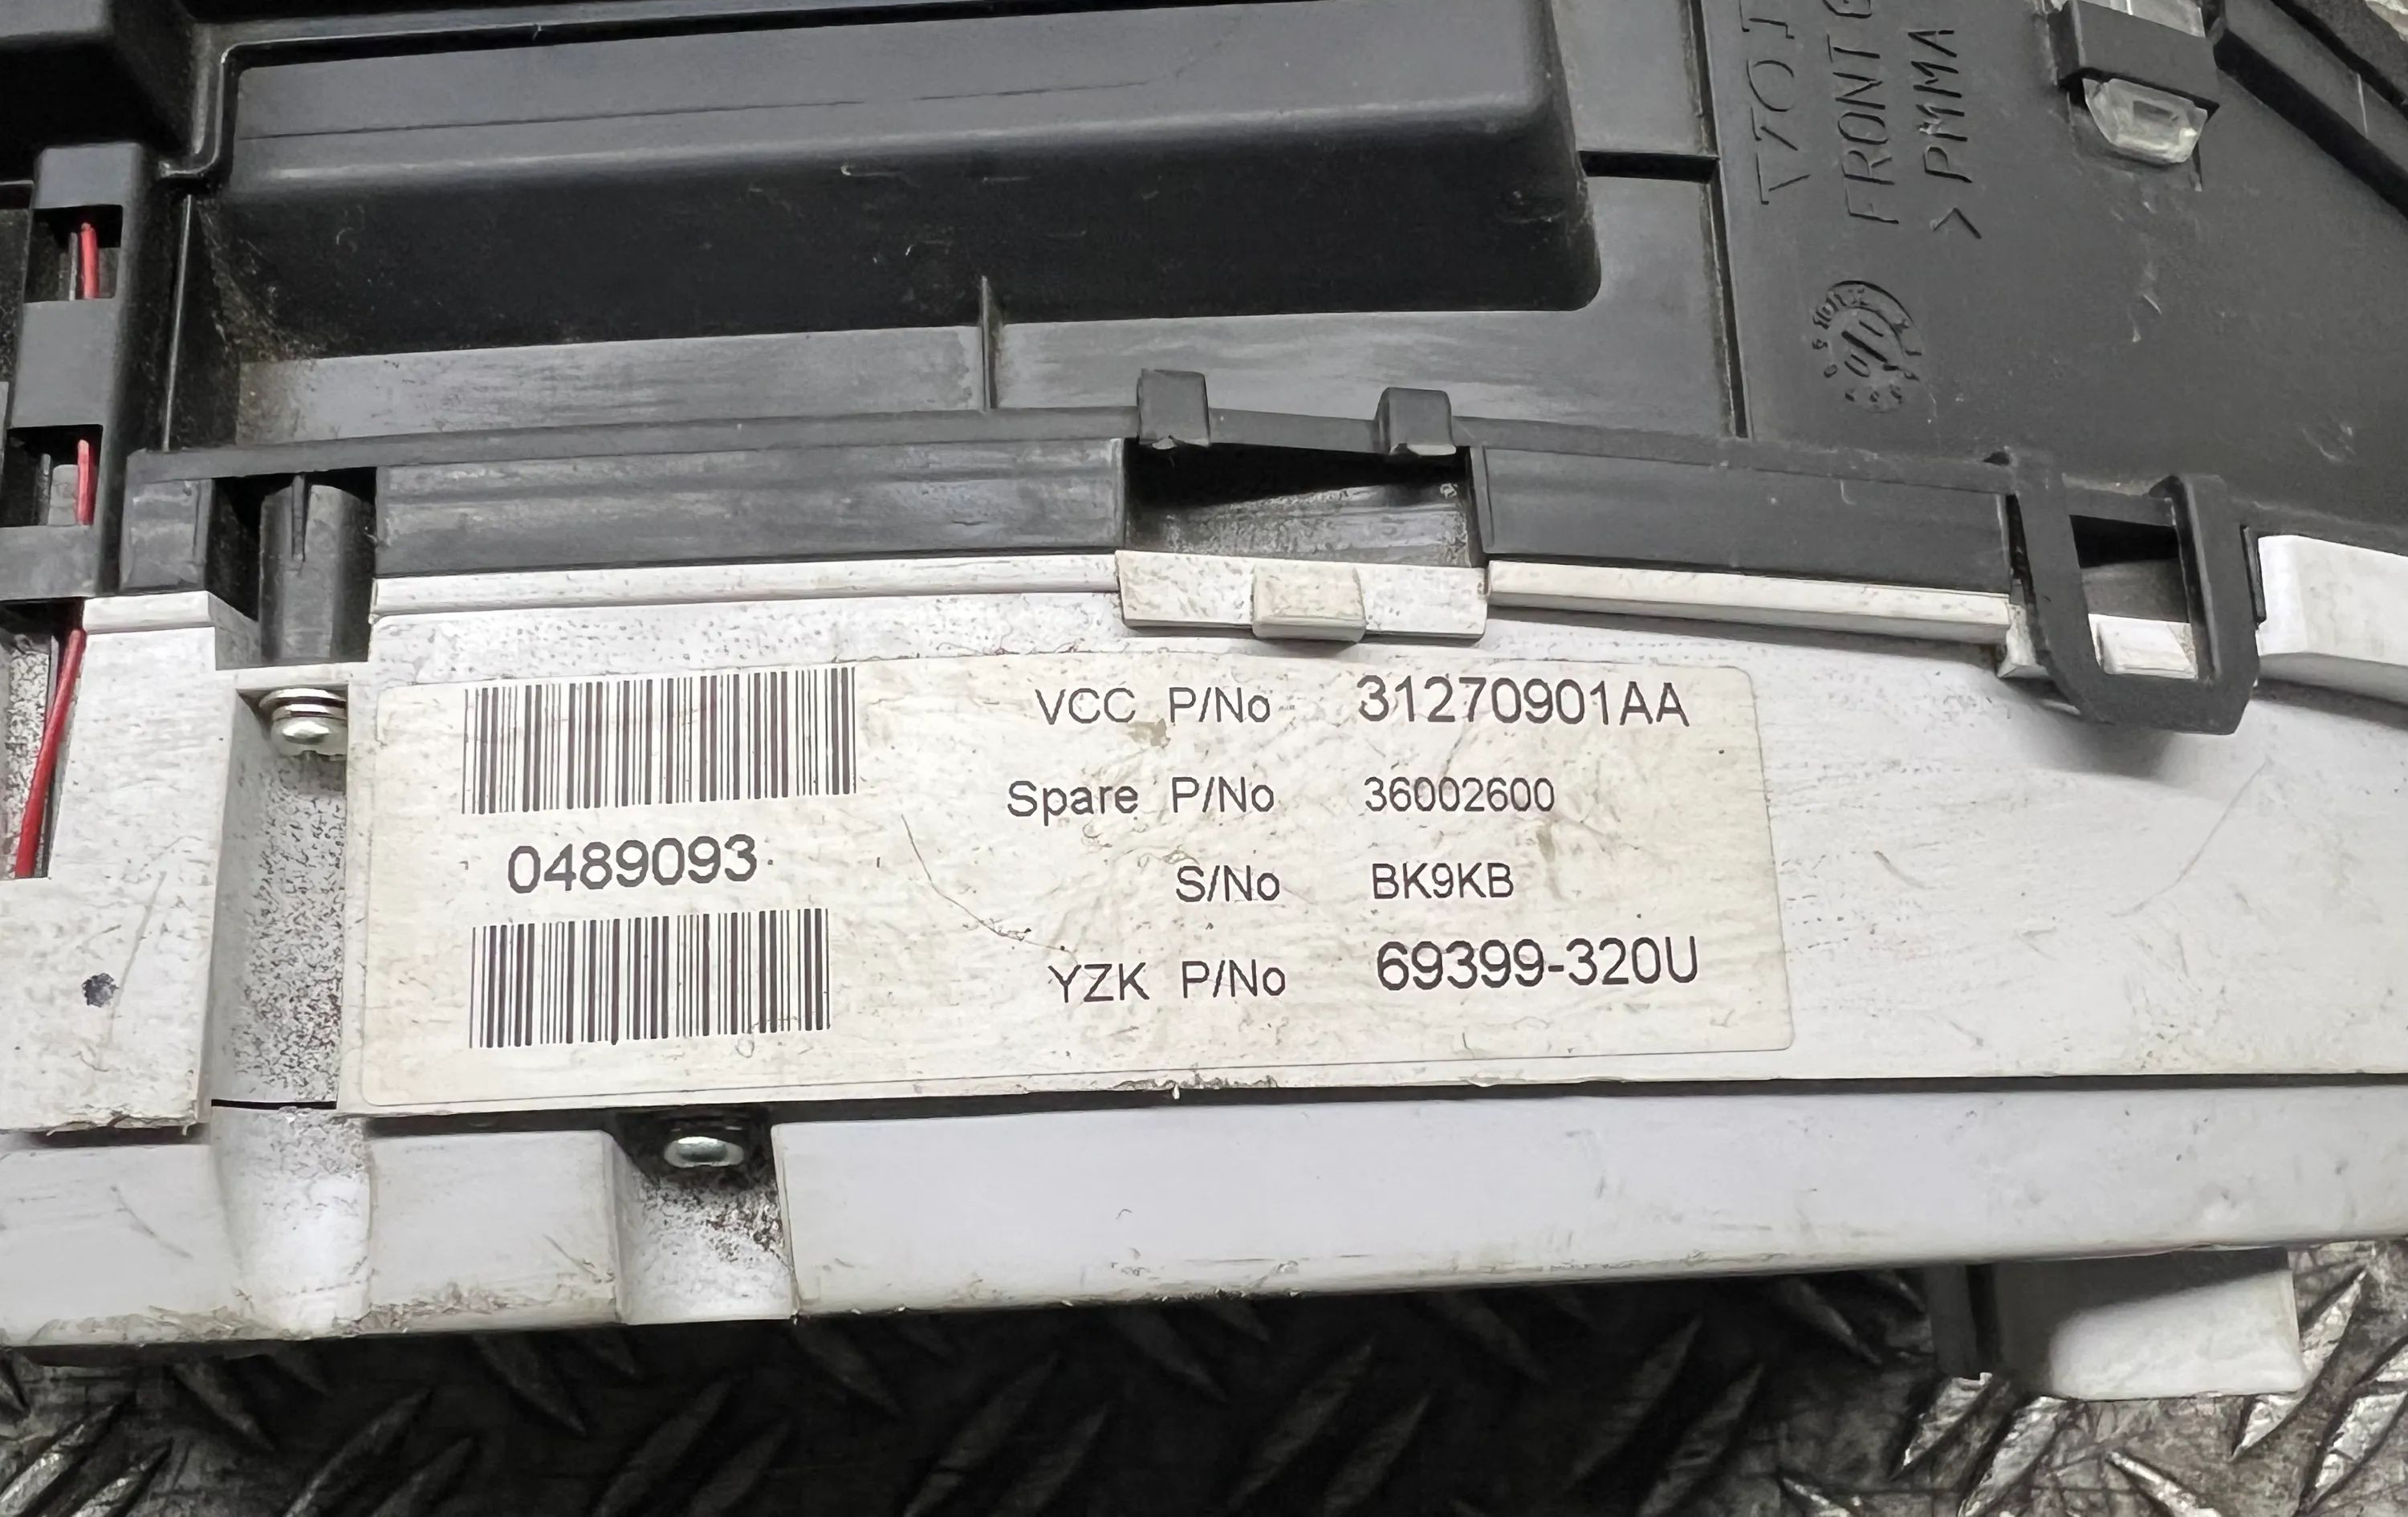 FRONT
>PMMA
VCC P/No 31270901AA
Spare P/No 36002600
0489093
S/No BK9KB
YZK P/No 69399-320U